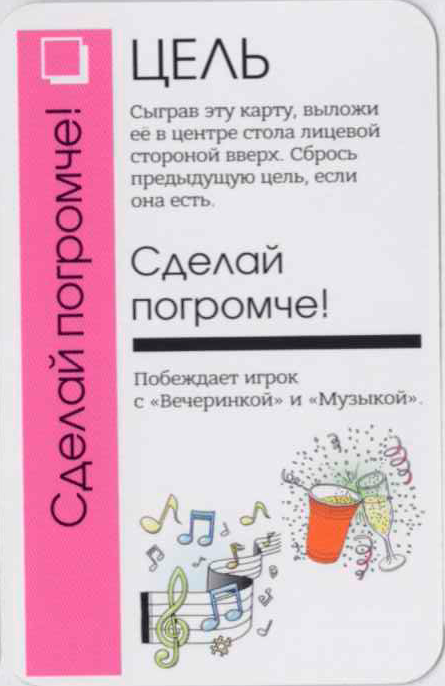 Сделай погромче!
ЦЕЛЬ
Сыграв эту карту, выложи
её в центре стола лицевой
стороной вверх. Сбрось
предыдущую цель, если
она есть.
Сделай
погромче!
Побеждает игрок
с «Вечеринкой» и «Музыкой».